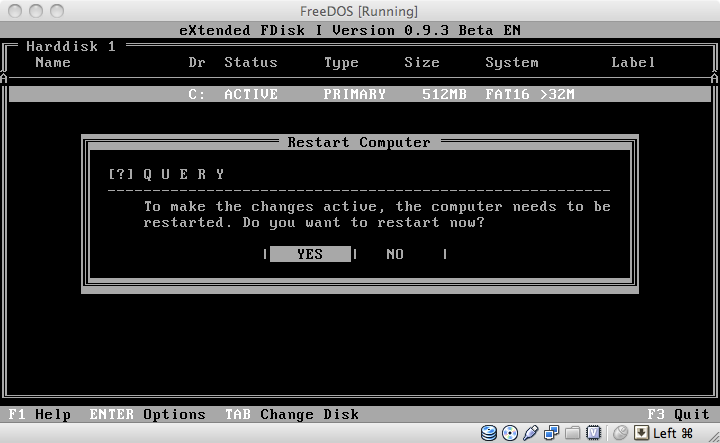 FreeDOS [Running]
eXtended FDisk I Version 0.9.3 Beta EN
Harddisk 1
Name Dr Status Type Size System Label
C: ACTIVE PRIMARY 512MB FAT16 >32M
Restart Computer
[?] Q U E R Y
To make the changes active, the computer needs to be
restarted. Do you want to restart now?
YES NO
F1 Help ENTER Options TAB Change Disk F3 Quit
Left ⌘